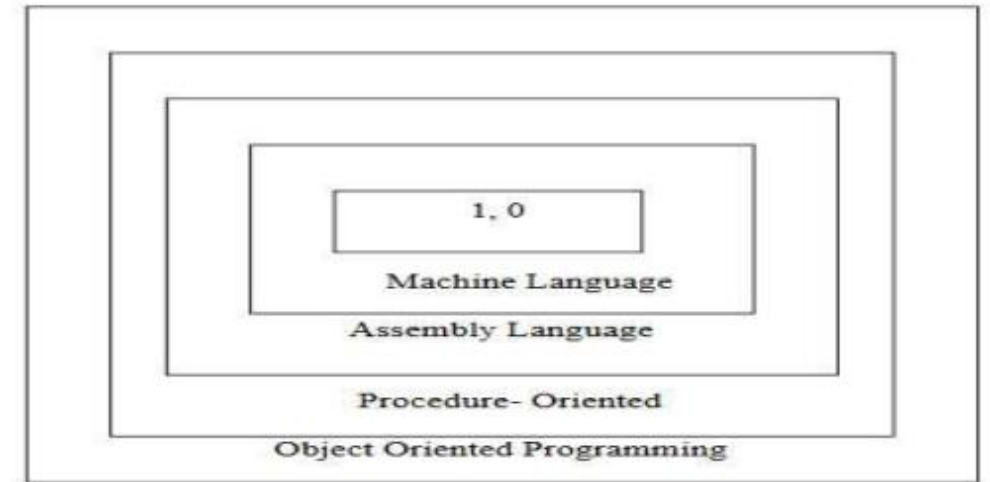 1, 0
Machine Language
Assembly Language
Procedure- Oriented
Object Oriented Programming